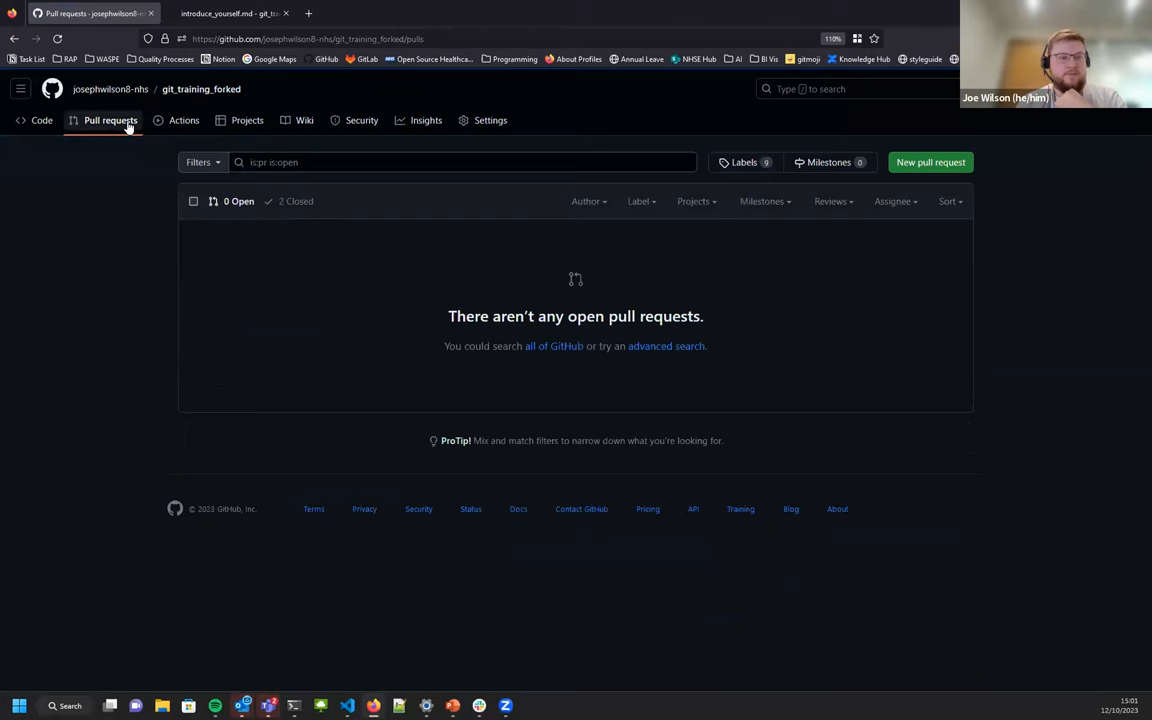 Pull requests - josephwilson8-n
introduce_yourself.md - git_tra
https://github.com/josephwilson8-nhs/git_training_forked/pulls
110%
Task List
RAP
WASPE
Quality Processes
Notion
Google Maps
GitHub
GitLab
Open Source Healthca...
Programming
About Profiles
Annual Leave
NHSE Hub
AI
BI Vis
gitmoji
Knowledge Hub
styleguide
josephwilson8-nhs / git_training_forked
Type / to search
Joe Wilson (he/him)
Code
Pull requests
Actions
Projects
Wiki
Security
Insights
Settings
Filters
is:pr is:open
Labels 9
Milestones 0
New pull request
0 Open
2 Closed
Author
Label
Projects
Milestones
Reviews
Assignee
Sort
There aren't any open pull requests.
You could search all of GitHub or try an advanced search.
ProTip! Mix and match filters to narrow down what you're looking for.
© 2023 GitHub, Inc.
Terms
Privacy
Security
Status
Docs
Contact GitHub
Pricing
API
Training
Blog
About
Search
15:01
12/10/2023